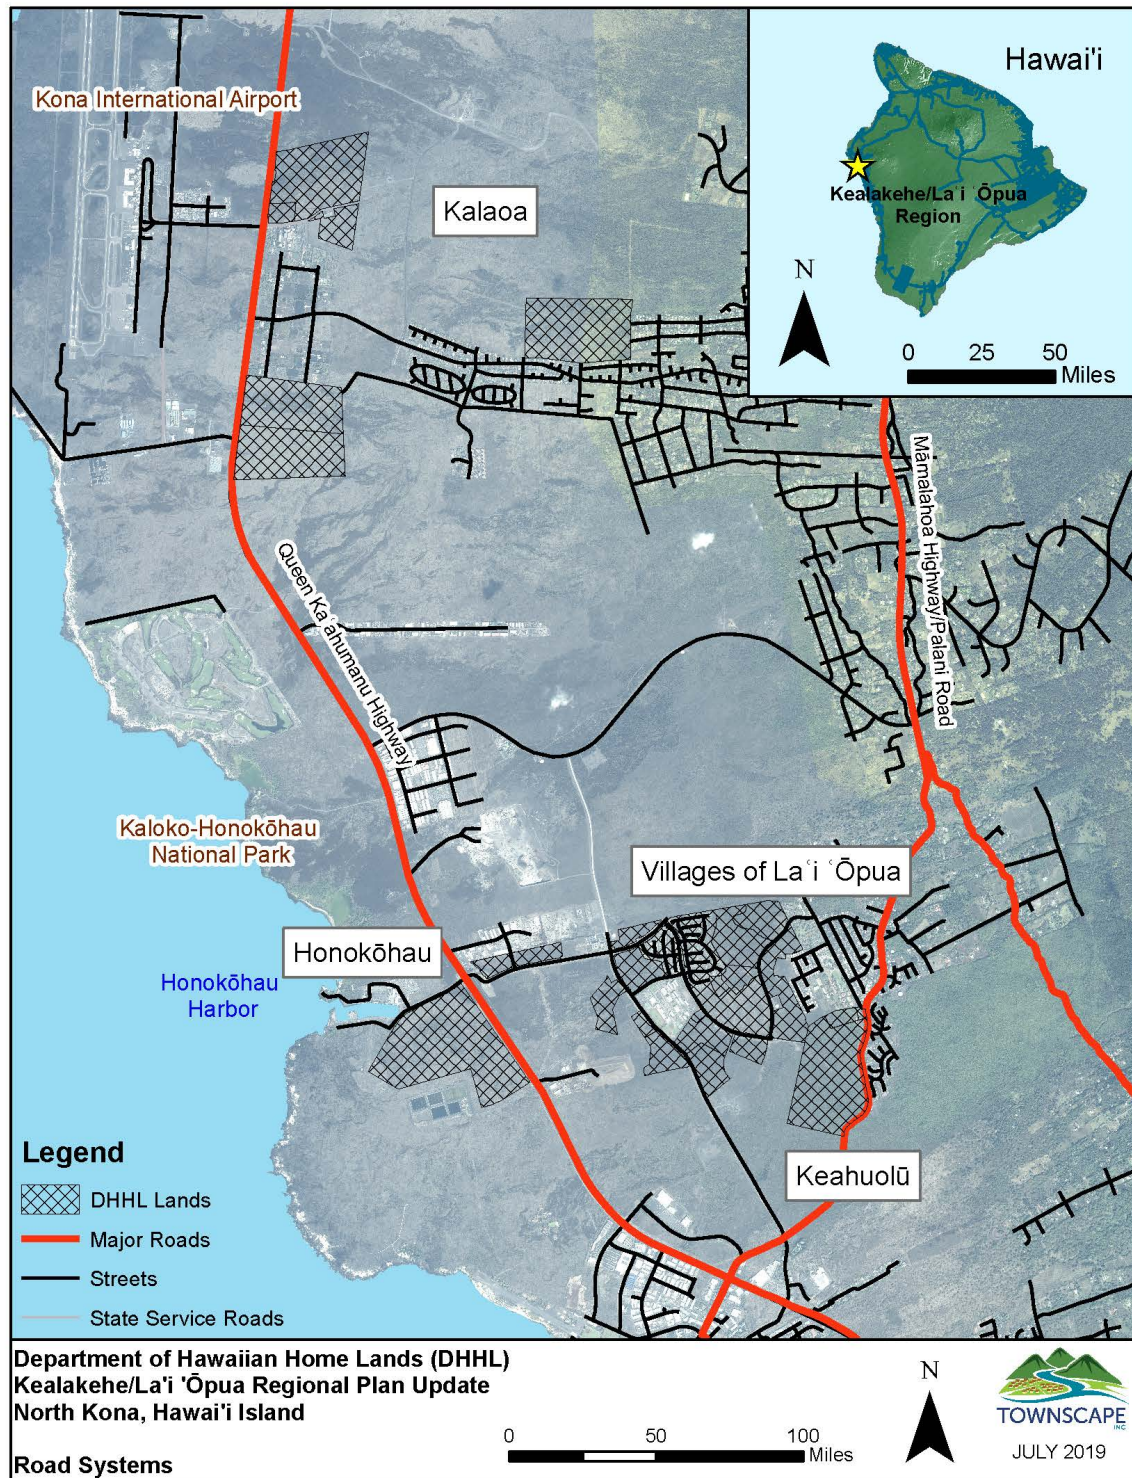 Hawai'i
Kona International Airport
Kealakehe/La'i 'Ōpua
Region
Kalaoa
N
0 25 50
Miles
Māmalahoa Highway/Palani Road
Queen Ka'ahumanu Highway
Kaloko-Honokōhau
National Park
Villages of Laʻi ʻŌpua
Honokōhau
Honokōhau
Harbor
Keahuolū
Legend
DHHL Lands
Major Roads
Streets
State Service Roads
Department of Hawaiian Home Lands (DHHL)
Kealakehe/La'i 'Ōpua Regional Plan Update
North Kona, Hawai'i Island
Road Systems
0 50 100
Miles
N
TOWNSCAPE
INC
JULY 2019